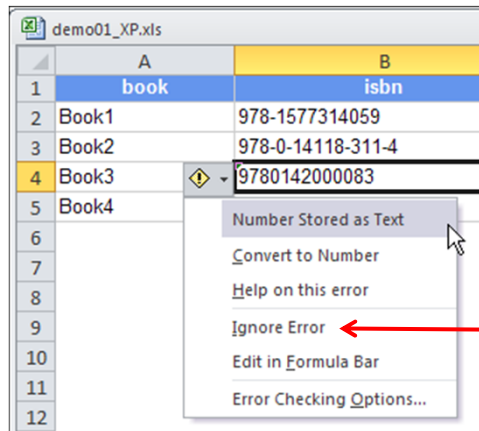 demo01_XP.xls
A B
1 book isbn
2 Book1 978-1577314059
3 Book2 978-0-14118-311-4
4 Book3 9780142000083
5 Book4
Number Stored as Text
6
Convert to Number
7
Help on this error
8
9 Ignore Error
10 Edit in Formula Bar
11
Error Checking Options...
12